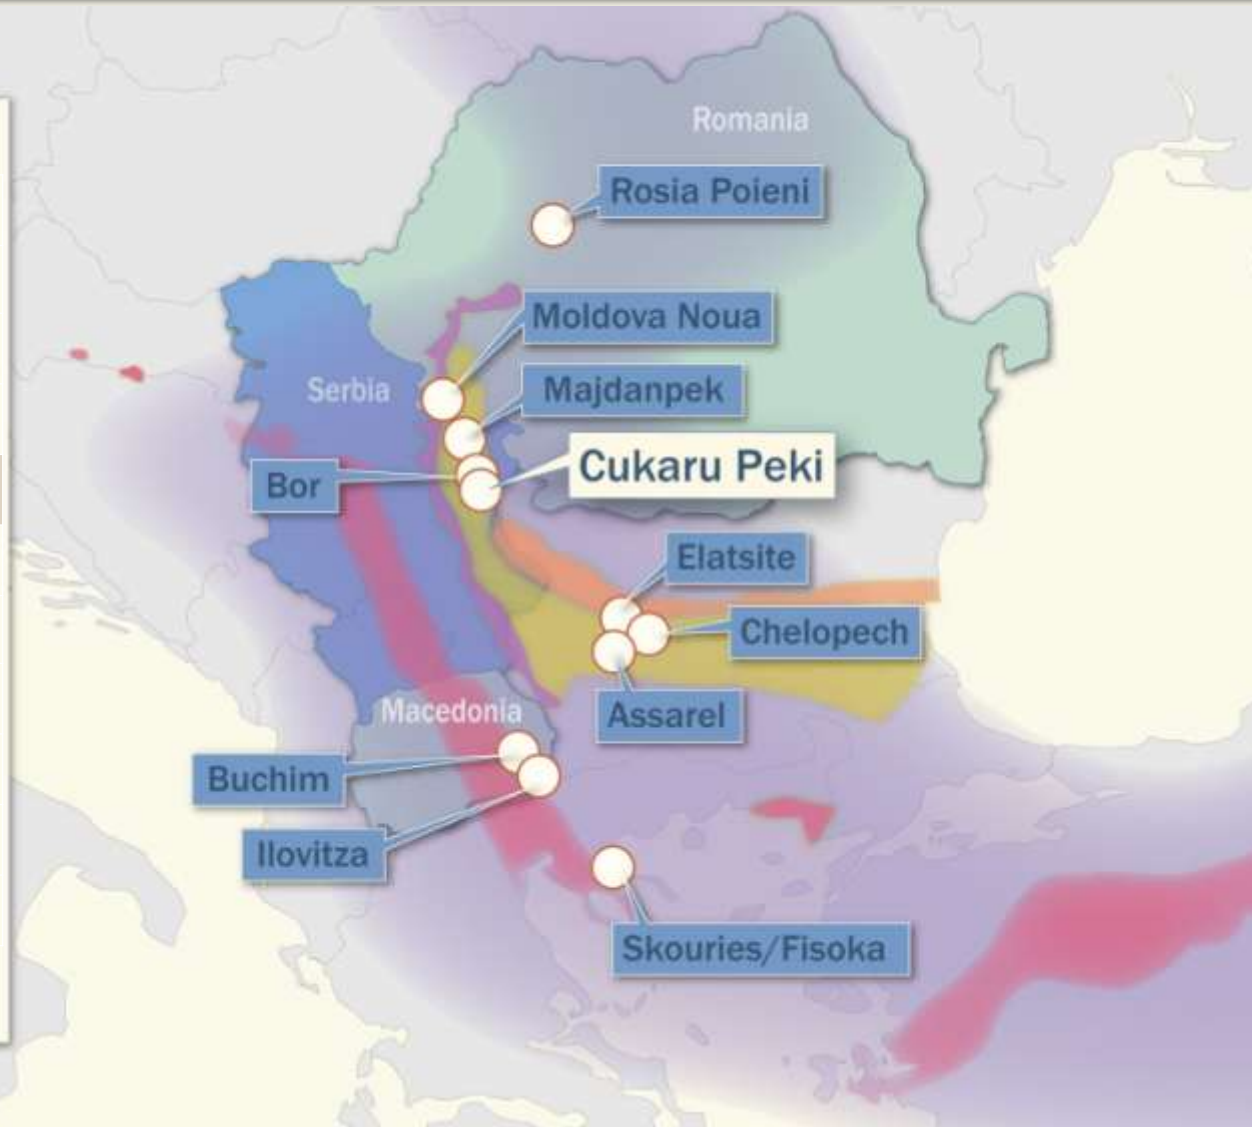 Romania
Rosia Poieni
Moldova Noua
Serbia
Majdanpek
Cukaru Peki
Bor
Elatsite
Chelopech
Macedonia
Assarel
Buchim
Ilovitza
Skouries/Fisoka